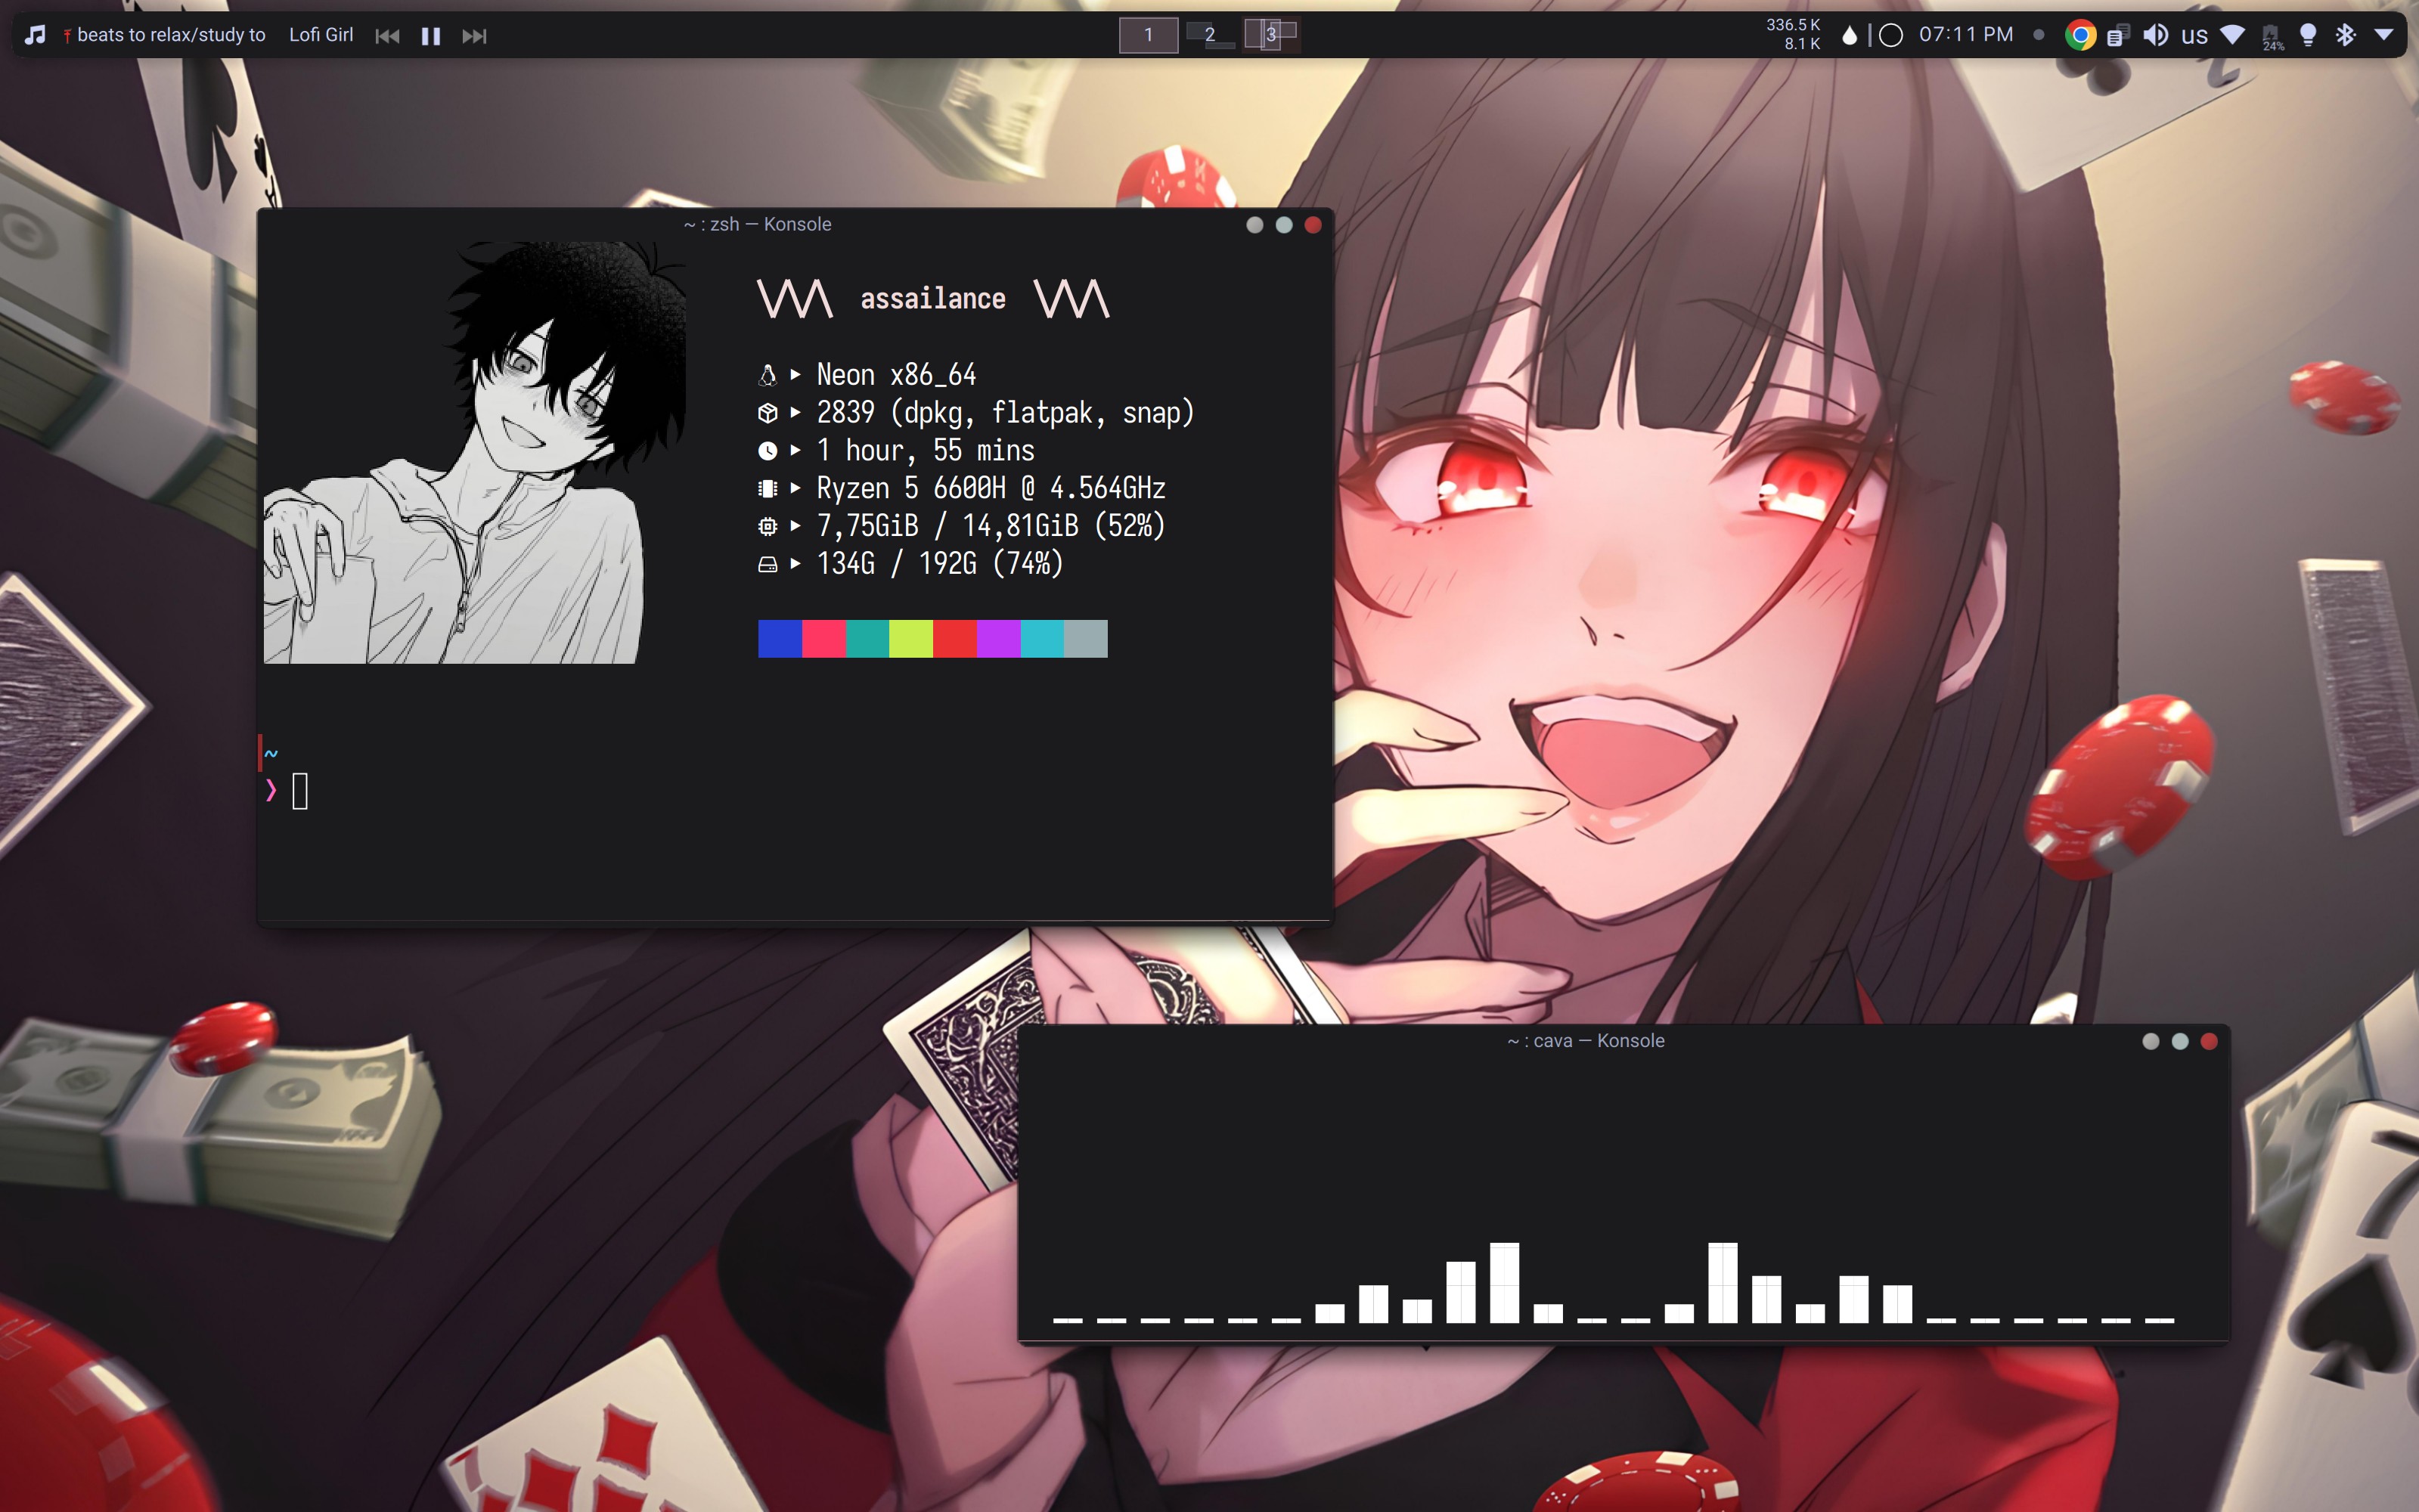 beats to relax/study to Lofi Girl
1 2 3
336.5 K
8.1 K
07:11 PM
us
24%
~ : zsh — Konsole
assailance
Neon x86_64
2839 (dpkg, flatpak, snap)
1 hour, 55 mins
Ryzen 5 6600H @ 4.564GHz
7,75GiB / 14,81GiB (52%)
134G / 192G (74%)
~
❯
~ : cava — Konsole
7